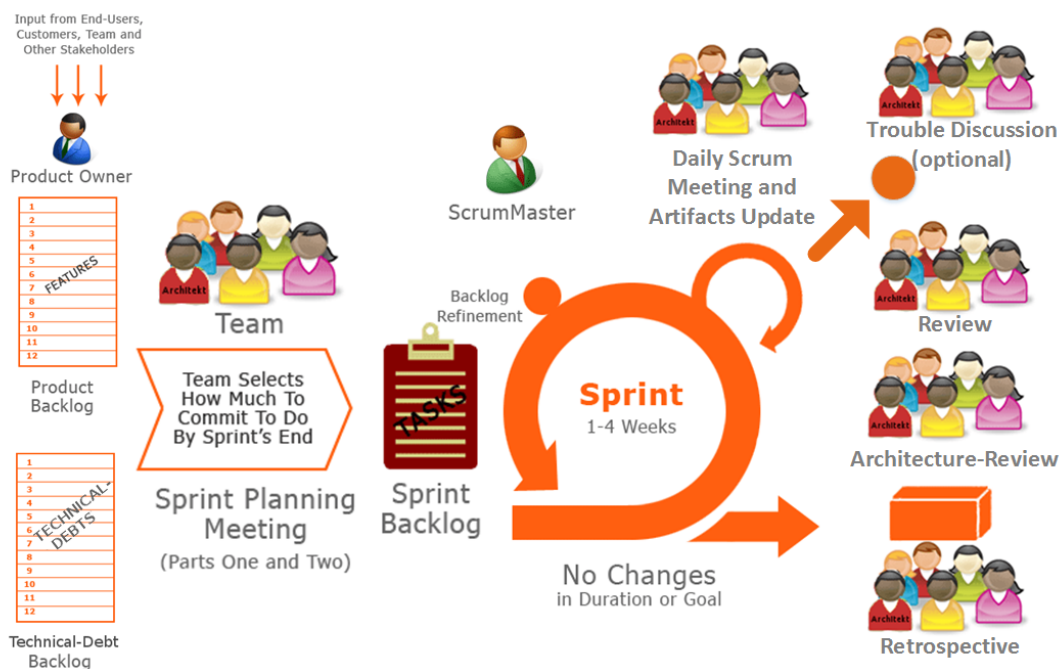 Input from End-Users,
Customers, Team and
Other Stakeholders
Product Owner
1
2
3
4
5
6
7
8
9
10
11
12
FEATURES
Product
Backlog
1
2
3
4
5
6
7
8
9
10
11
12
TECHNICAL-
DEBTS
Technical-Debt
Backlog
Architekt
Team
Team Selects
How Much To
Commit To Do
By Sprint's End
Sprint Planning
Meeting
(Parts One and Two)
TASKS
Sprint
Backlog
ScrumMaster
Backlog
Refinement
Sprint
1-4 Weeks
No Changes
in Duration or Goal
Architekt
Daily Scrum
Meeting and
Artifacts Update
Architekt
Trouble Discussion
(optional)
Architekt
Review
Architekt
Architecture-Review
Architekt
Retrospective